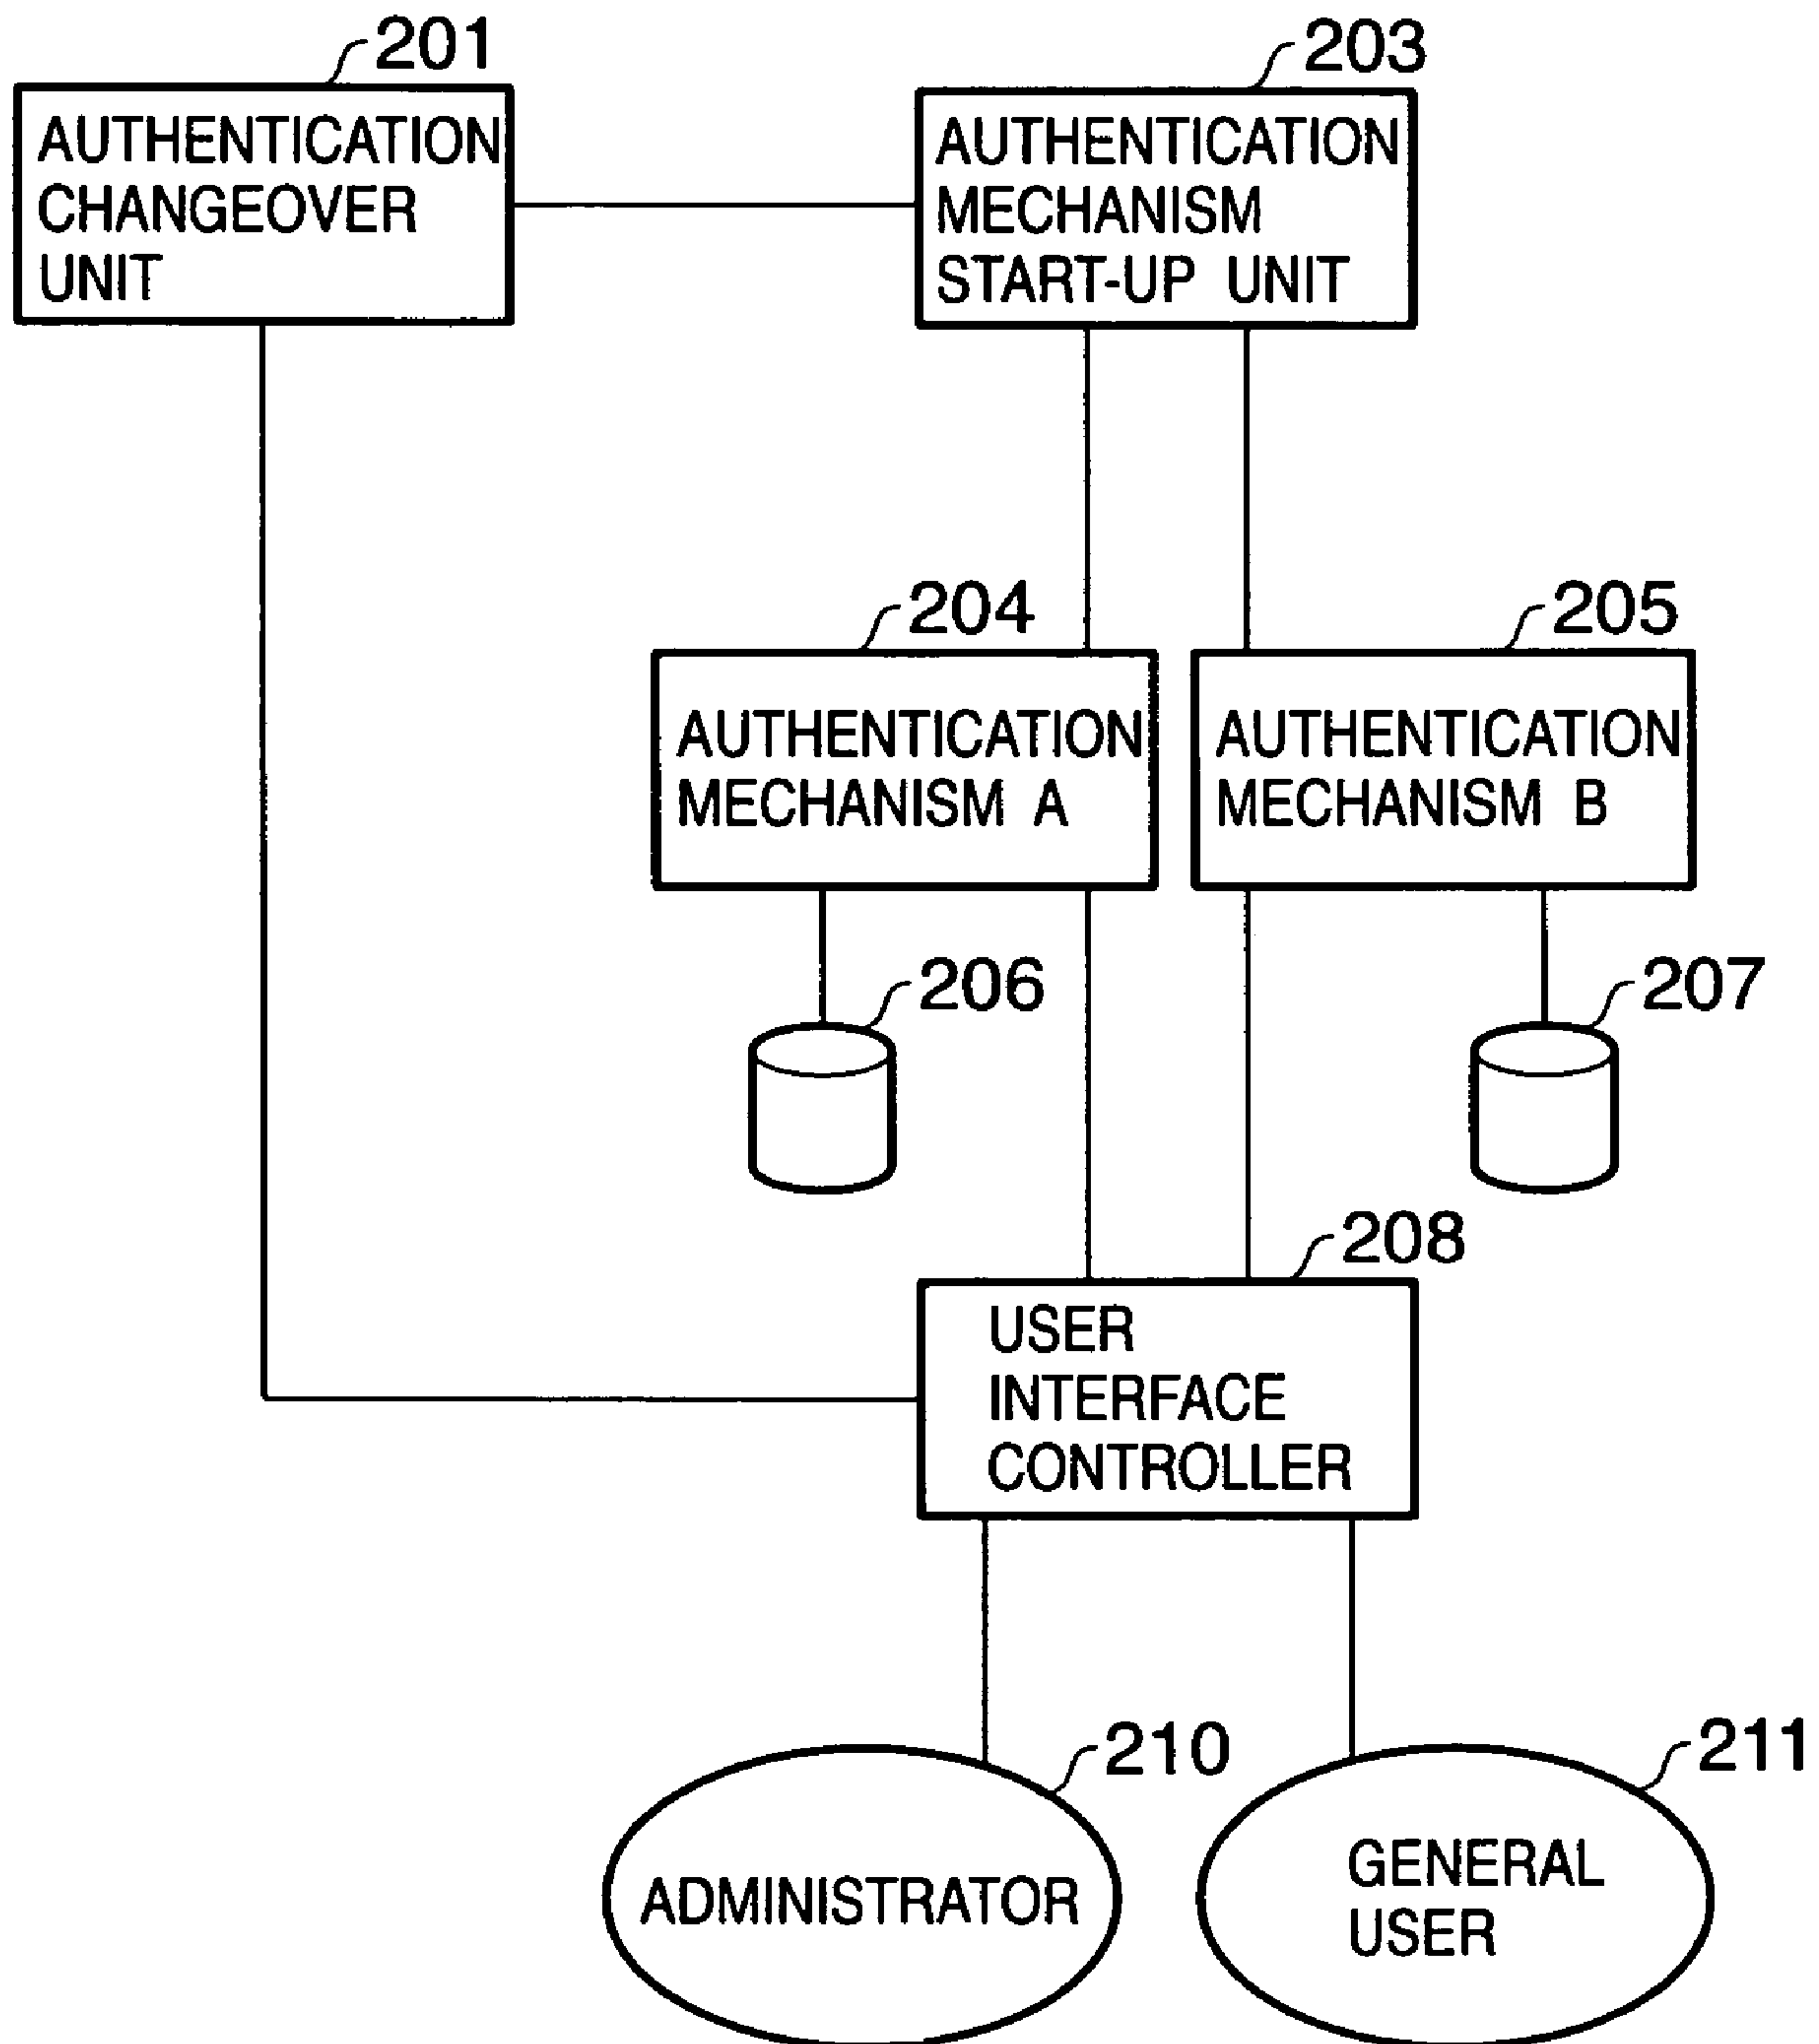 201
AUTHENTICATION
CHANGEOVER
UNIT
203
AUTHENTICATION
MECHANISM
START-UP UNIT
204
AUTHENTICATION
MECHANISM A
205
AUTHENTICATION
MECHANISM B
206
207
208
USER
INTERFACE
CONTROLLER
210
ADMINISTRATOR
211
GENERAL
USER